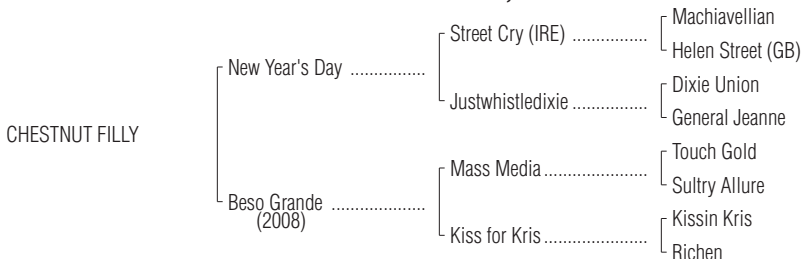 Machiavellian
Street Cry (IRE) ................
Helen Street (GB)
New Year's Day ................
Dixie Union
Justwhistledixie ................
General Jeanne
CHESTNUT FILLY
Touch Gold
Mass Media ......................
Sultry Allure
Beso Grande ....................
(2008)
Kissin Kris
Kiss for Kris ......................
Richen